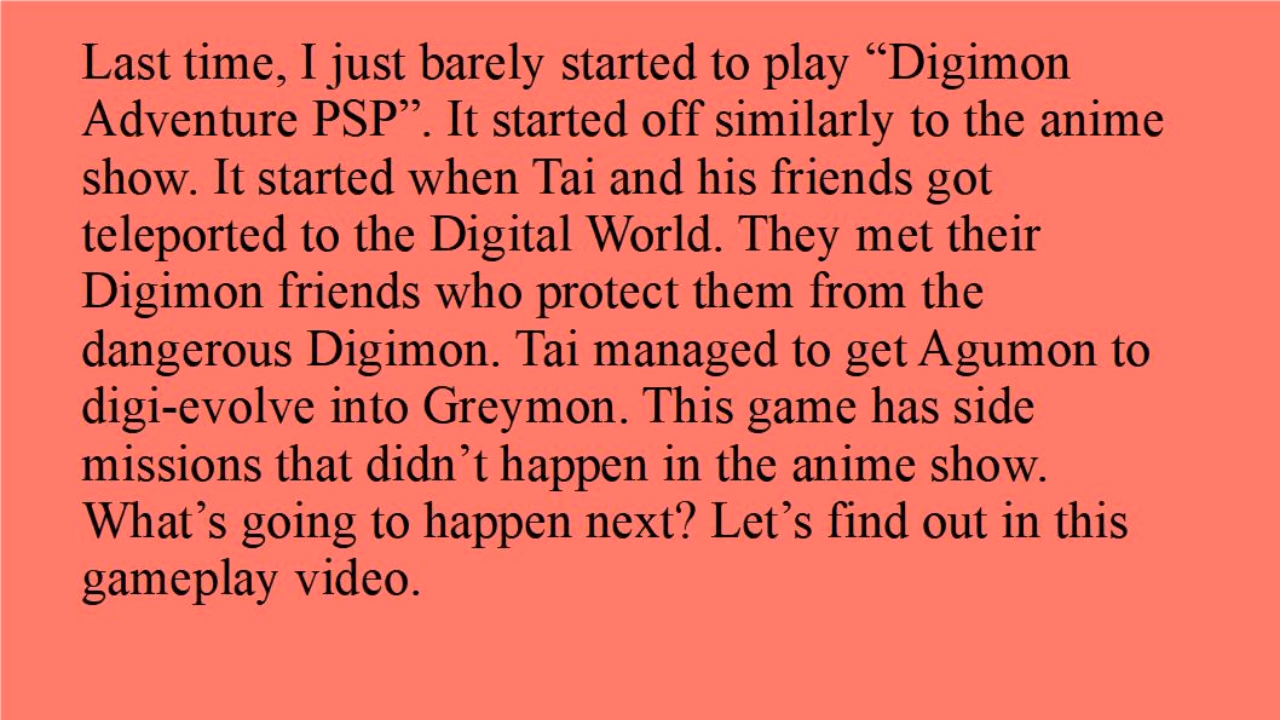 Last time, I just barely started to play “Digimon
Adventure PSP”. It started off similarly to the anime
show. It started when Tai and his friends got
teleported to the Digital World. They met their
Digimon friends who protect them from the
dangerous Digimon. Tai managed to get Agumon to
digi-evolve into Greymon. This game has side
missions that didn’t happen in the anime show.
What’s going to happen next? Let’s find out in this
gameplay video.